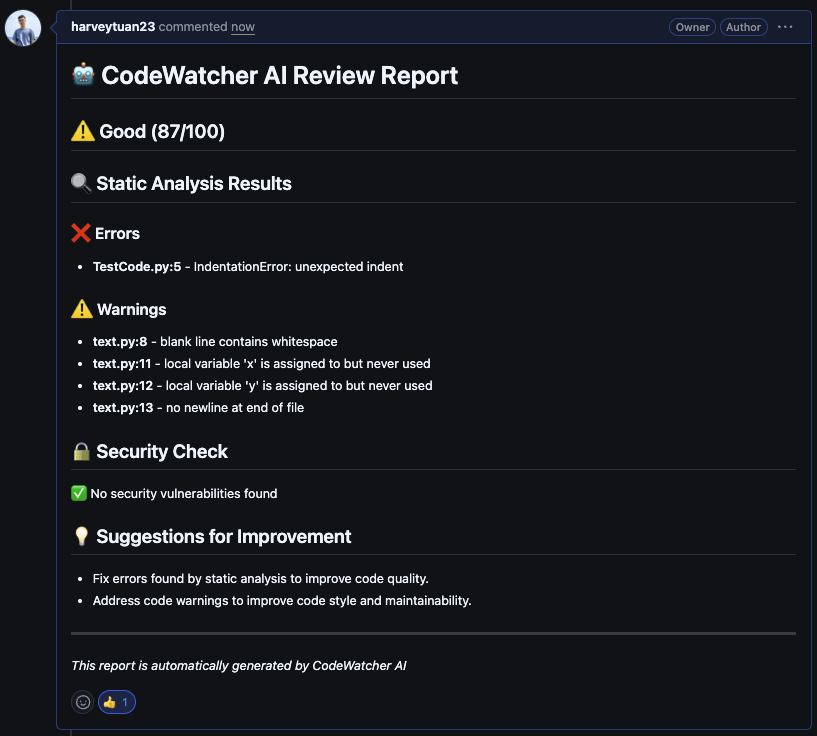 harveytuan23 commented now
Owner Author ...
🤖 CodeWatcher AI Review Report
⚠️ Good (87/100)
🔍 Static Analysis Results
❌ Errors
• TestCode.py:5 - IndentationError: unexpected indent
⚠️ Warnings
• text.py:8 - blank line contains whitespace
• text.py:11 - local variable 'x' is assigned to but never used
• text.py:12 - local variable 'y' is assigned to but never used
• text.py:13 - no newline at end of file
🔒 Security Check
✅ No security vulnerabilities found
💡 Suggestions for Improvement
• Fix errors found by static analysis to improve code quality.
• Address code warnings to improve code style and maintainability.
This report is automatically generated by CodeWatcher AI
👍 1